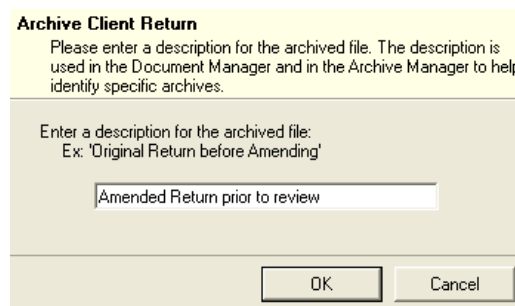 Archive Client Return
Please enter a description for the archived file. The description is
used in the Document Manager and in the Archive Manager to help
identify specific archives.
Enter a description for the archived file:
Ex: 'Original Return before Amending'
Amended Return prior to review
OK Cancel